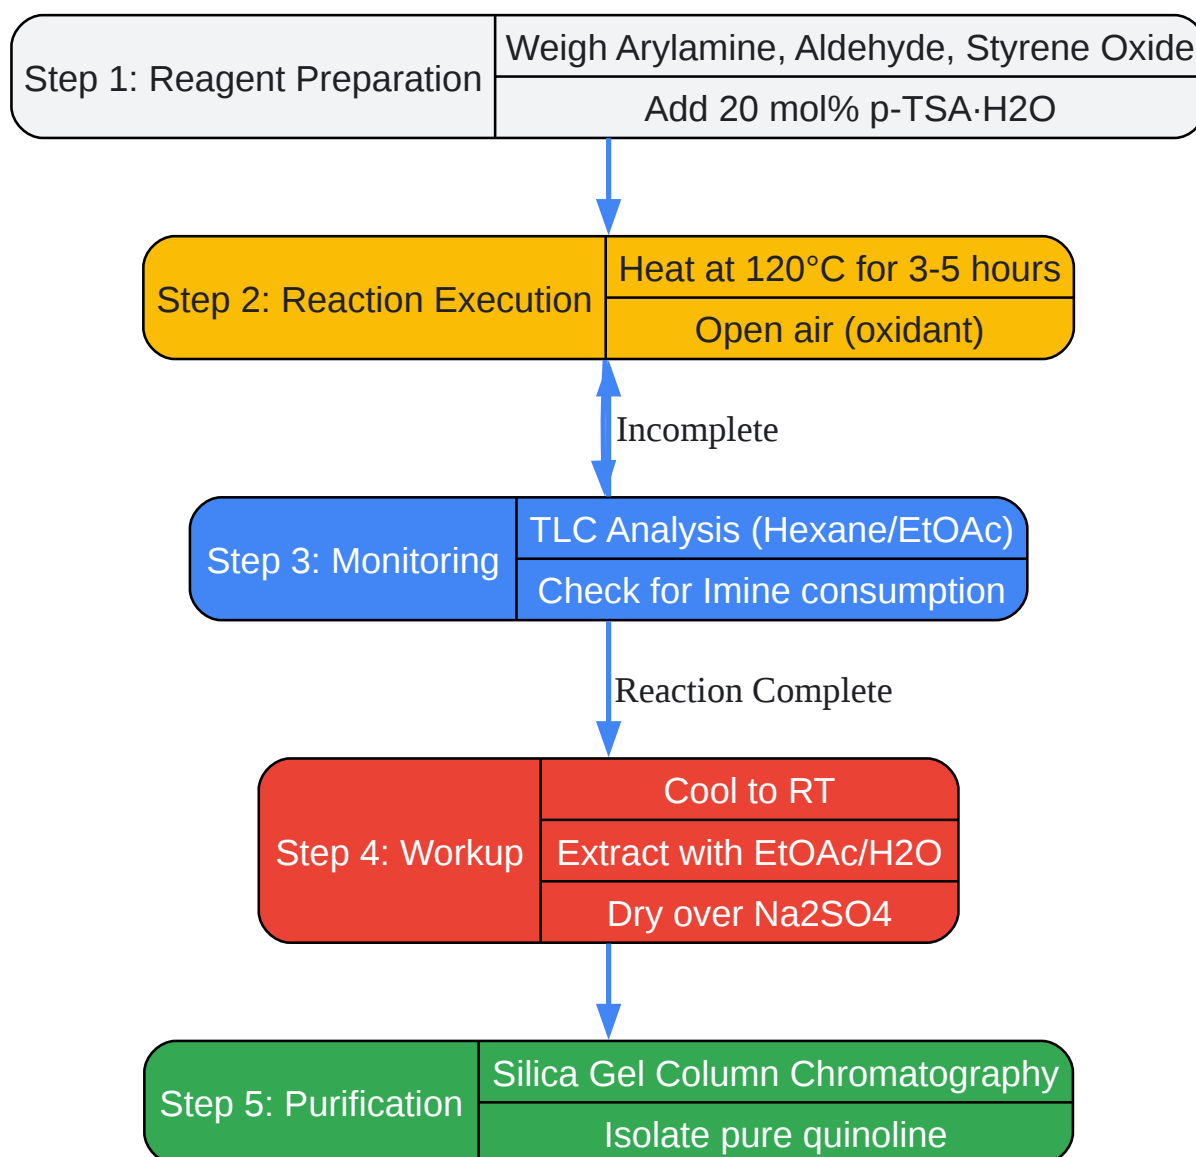 Step 1: Reagent Preparation
Weigh Arylamine, Aldehyde, Styrene Oxide
Add 20 mol% p-TSA·H2O
Step 2: Reaction Execution
Heat at 120°C for 3-5 hours
Open air (oxidant)
Incomplete
Step 3: Monitoring
TLC Analysis (Hexane/EtOAc)
Check for Imine consumption
Reaction Complete
Step 4: Workup
Cool to RT
Extract with EtOAc/H2O
Dry over Na2SO4
Step 5: Purification
Silica Gel Column Chromatography
Isolate pure quinoline